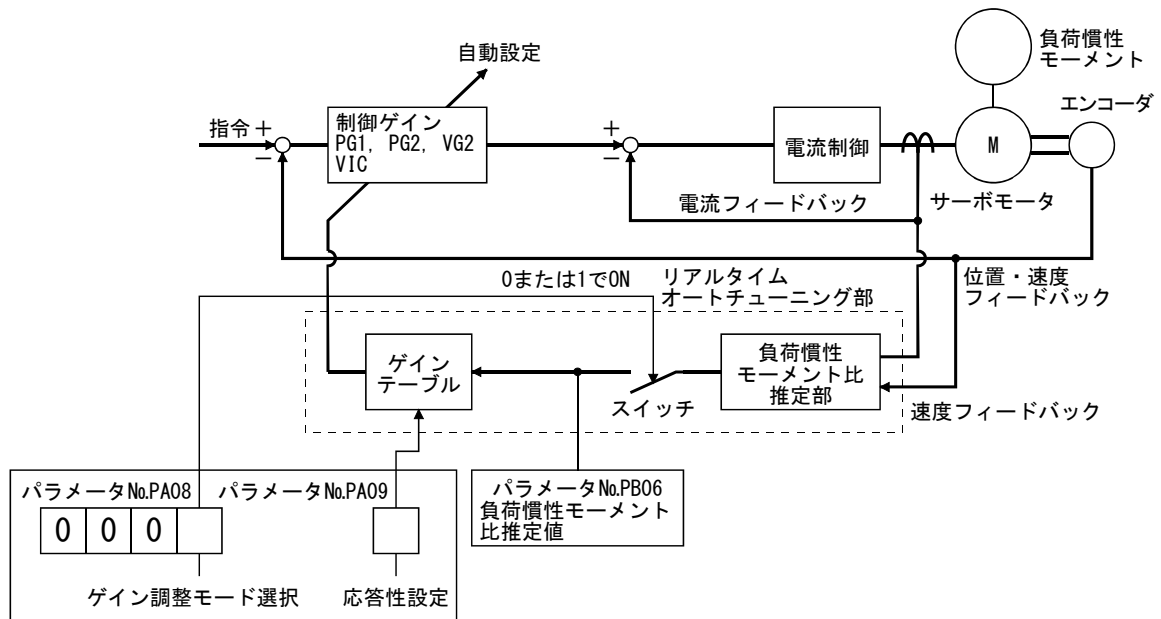 負荷慣性
モーメント
自動設定
エンコーダ
指令
+
−
制御ゲイン
PG1, PG2, VG2
VIC
+
−
電流制御
M
電流フィードバック
サーボモータ
0または1でON
リアルタイム
オートチューニング部
位置・速度
フィードバック
ゲイン
テーブル
スイッチ
負荷慣性
モーメント比
推定部
速度フィードバック
パラメータNo.PA08
パラメータNo.PA09
0 0 0
ゲイン調整モード選択
応答性設定
パラメータNo.PB06
負荷慣性モーメント
比推定値